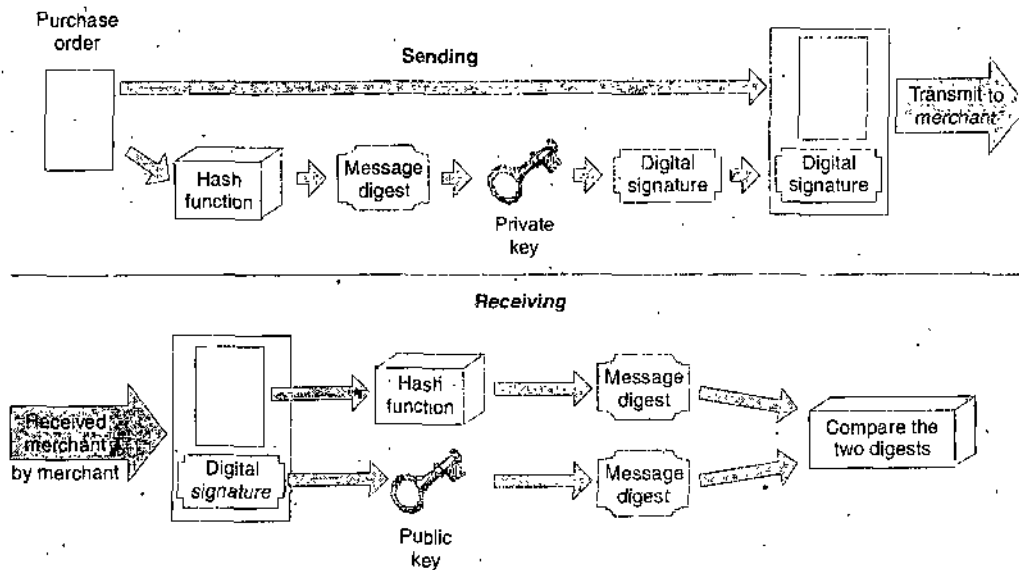 Purchase
order
Sending
Transmit to
merchant
Hash
function
Message
digest
Private
key
Digital
signature
Digital
signature
Receiving
Received
merchant
by merchant
Digital
signature
Hash
function
Public
key
Message
digest
Message
digest
Compare the
two digests